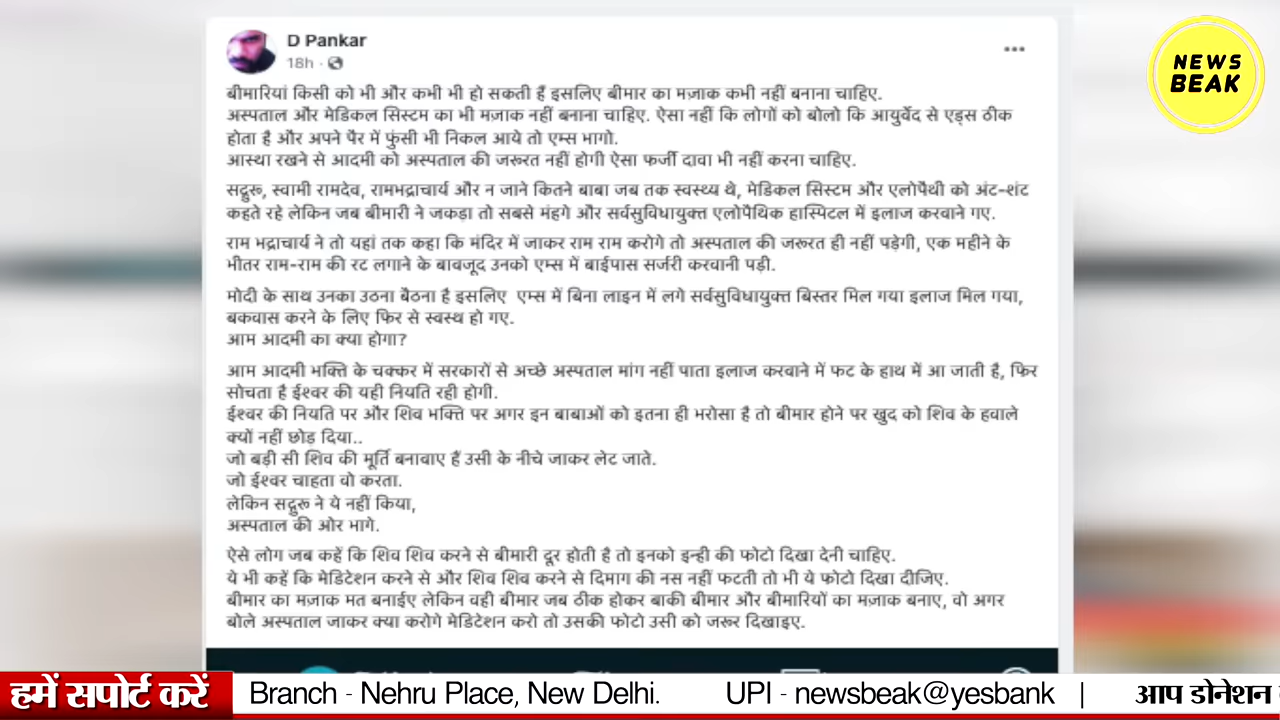 D Pankar
18h
NEWS
BEAK
बीमारियां किसी को भी और कभी भी हो सकती हैं इसलिए बीमार का मज़ाक कभी नहीं बनाना चाहिए.
अस्पताल और मेडिकल सिस्टम का भी मज़ाक नहीं बनाना चाहिए. ऐसा नहीं कि लोगों को बोलो कि आयुर्वेद से एड्स ठीक
होता है और अपने पैर में फुंसी भी निकल आये तो एम्स भागो.
आस्था रखने से आदमी को अस्पताल की जरूरत नहीं होगी ऐसा फर्जी दावा भी नहीं करना चाहिए.
सद्गुरू, स्वामी रामदेव, रामभद्राचार्य और न जाने कितने बाबा जब तक स्वस्थ्य थे, मेडिकल सिस्टम और एलोपैथी को अंट-शंट
कहते रहे लेकिन जब बीमारी ने जकड़ा तो सबसे मंहगे और सर्वसुविधायुक्त एलोपैथिक हास्पिटल में इलाज करवाने गए.
राम भद्राचार्य ने तो यहां तक कहा कि मंदिर में जाकर राम राम करोगे तो अस्पताल की जरूरत ही नहीं पड़ेगी, एक महीने के
भीतर राम-राम की रट लगाने के बावजूद उनको एम्स में बाईपास सर्जरी करवानी पड़ी.
मोदी के साथ उनका उठना बैठना है इसलिए एम्स में बिना लाइन में लगे सर्वसुविधायुक्त बिस्तर मिल गया इलाज मिल गया,
बकवास करने के लिए फिर से स्वस्थ हो गए.
आम आदमी का क्या होगा?
आम आदमी भक्ति के चक्कर में सरकारों से अच्छे अस्पताल मांग नहीं पाता इलाज करवाने में फट के हाथ में आ जाती है, फिर
सोचता है ईश्वर की यही नियति रही होगी.
ईश्वर की नियति पर और शिव भक्ति पर अगर इन बाबाओं को इतना ही भरोसा है तो बीमार होने पर खुद को शिव के हवाले
क्यों नहीं छोड़ दिया..
जो बड़ी सी शिव की मूर्ति बनावाए हैं उसी के नीचे जाकर लेट जाते.
जो ईश्वर चाहता वो करता.
लेकिन सद्गुरू ने ये नहीं किया,
अस्पताल की ओर भागे.
ऐसे लोग जब कहें कि शिव शिव करने से बीमारी दूर होती है तो इनको इन्ही की फोटो दिखा देनी चाहिए.
ये भी कहें कि मेडिटेशन करने से और शिव शिव करने से दिमाग की नस नहीं फटती तो भी ये फोटो दिखा दीजिए.
बीमार का मज़ाक मत बनाईए लेकिन वही बीमार जब ठीक होकर बाकी बीमार और बीमारियों का मज़ाक बनाए, वो अगर
बोले अस्पताल जाकर क्या करोगे मेडिटेशन करो तो उसकी फोटो उसी को जरूर दिखाइए.
हमें सपोर्ट करें Branch - Nehru Place, New Delhi. UPI - newsbeak@yesbank | आप डोनेशन